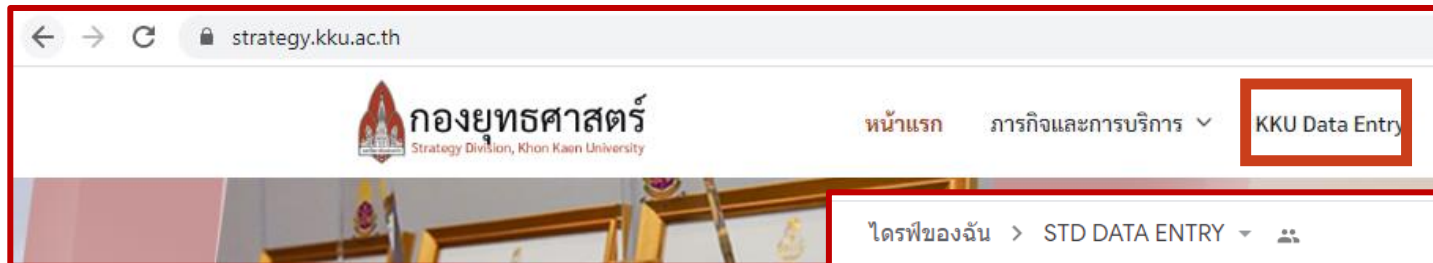 strategy.kku.ac.th
กองยุทธศาสตร์
Strategy Division, Khon Kaen University
หน้าแรก ภารกิจและการบริการ KKU Data Entry
ไดรฟ์ของฉัน > STD DATA ENTRY